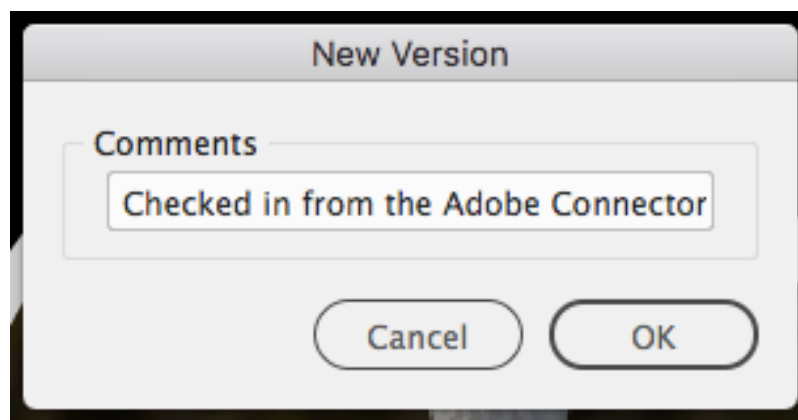 New Version
Comments
Checked in from the Adobe Connector
Cancel
OK